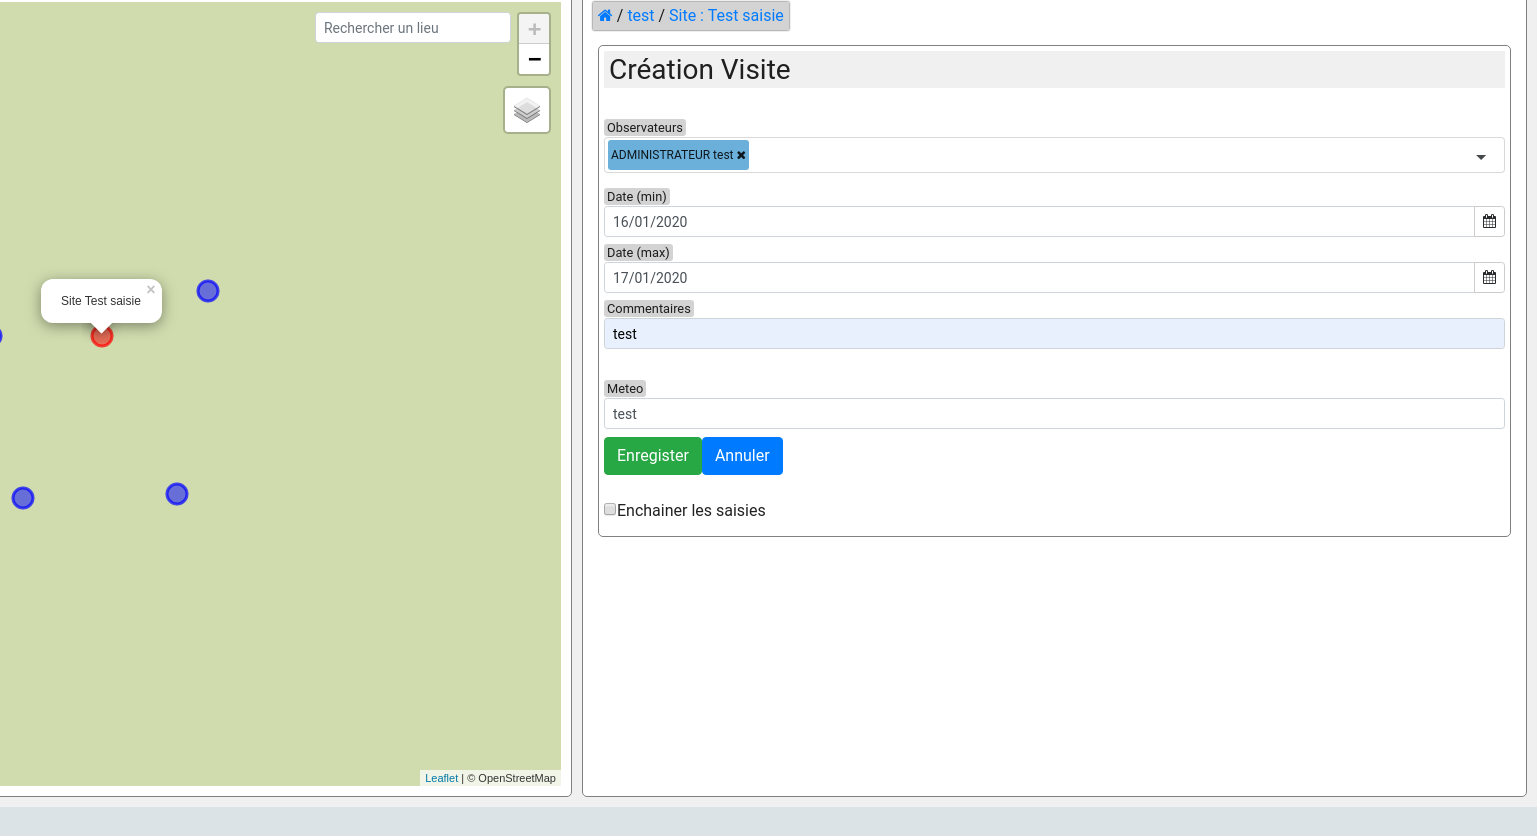 Rechercher un lieu
+
−
Site Test saisie ×
Leaflet | © OpenStreetMap
/ test / Site : Test saisie
Création Visite
Observateurs
ADMINISTRATEUR test ✖
Date (min)
16/01/2020
Date (max)
17/01/2020
Commentaires
test
Meteo
test
Enregister Annuler
Enchainer les saisies